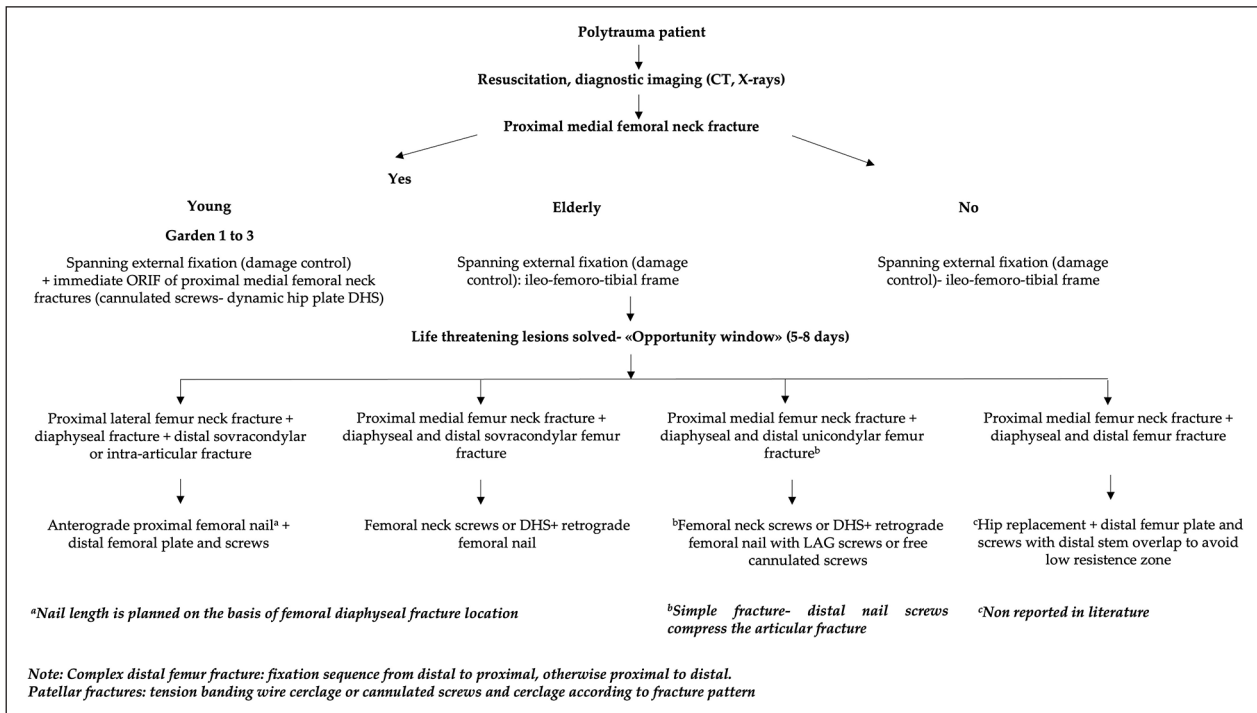 Polytrauma patient
Resuscitation, diagnostic imaging (CT, X-rays)
Proximal medial femoral neck fracture
Yes
Young
Elderly
No
Garden 1 to 3
Spanning external fixation (damage control)
+ immediate ORIF of proximal medial femoral neck
fractures (cannulated screws- dynamic hip plate DHS)
Spanning external fixation (damage
control): ileo-femoro-tibial frame
Spanning external fixation (damage
control)- ileo-femoro-tibial frame
Life threatening lesions solved- «Opportunity window» (5-8 days)
Proximal lateral femur neck fracture +
diaphyseal fracture + distal sovracondylar
or intra-articular fracture
Proximal medial femur neck fracture +
diaphyseal and distal sovracondylar femur
fracture
Proximal medial femur neck fracture +
diaphyseal and distal unicondylar femur
fractureᵇ
Proximal medial femur neck fracture +
diaphyseal and distal femur fracture
Anterograde proximal femoral nailᵃ +
distal femoral plate and screws
Femoral neck screws or DHS+ retrograde
femoral nail
ᵇFemoral neck screws or DHS+ retrograde
femoral nail with LAG screws or free
cannulated screws
ᶜHip replacement + distal femur plate and
screws with distal stem overlap to avoid
low resistence zone
ᵃNail length is planned on the basis of femoral diaphyseal fracture location
ᵇSimple fracture- distal nail screws
compress the articular fracture
ᶜNon reported in literature
Note: Complex distal femur fracture: fixation sequence from distal to proximal, otherwise proximal to distal.
Patellar fractures: tension banding wire cerclage or cannulated screws and cerclage according to fracture pattern